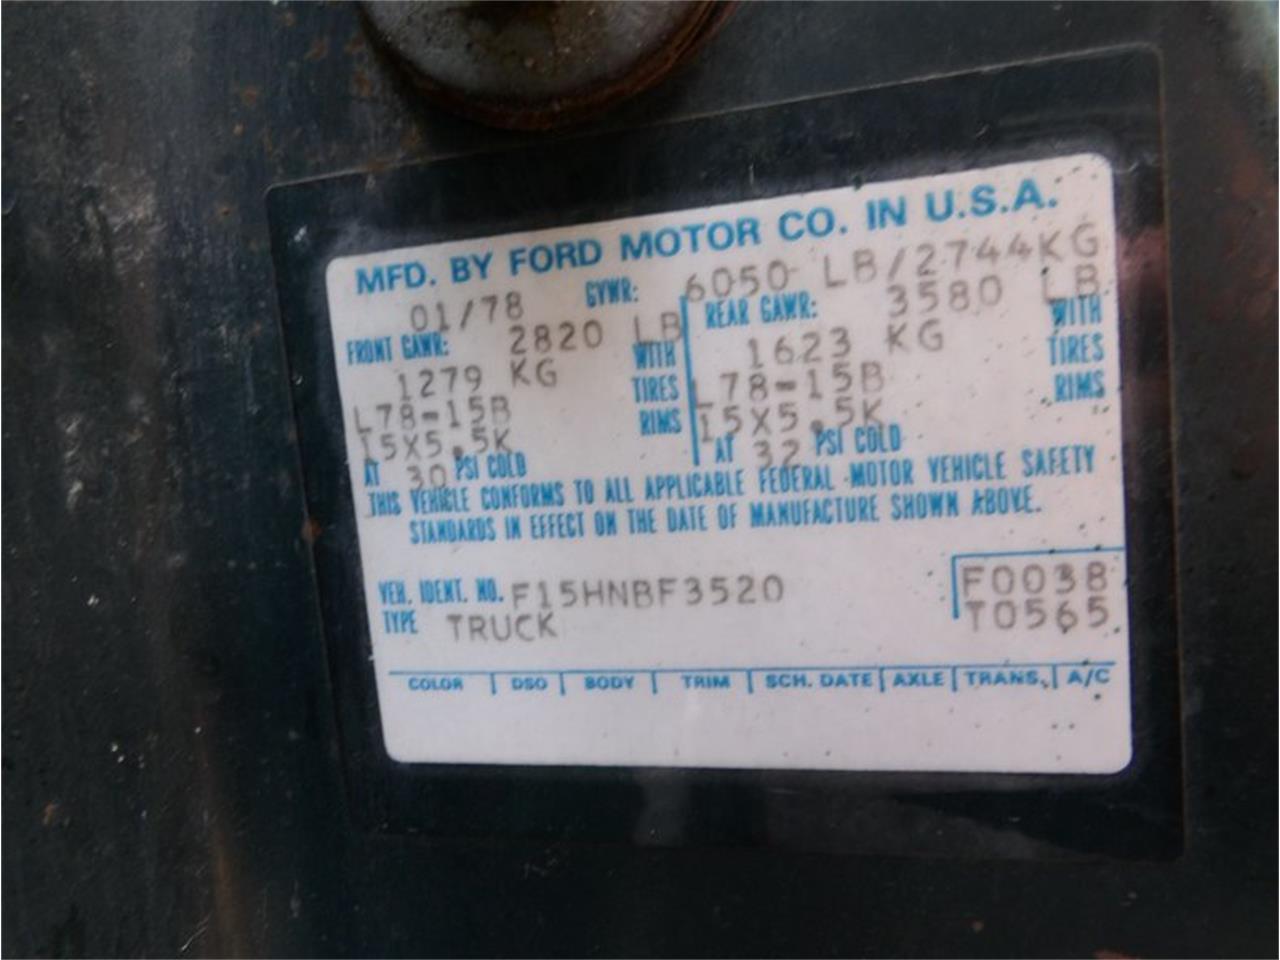 MFD. BY FORD MOTOR CO. IN U.S.A.
01/78 GVWR: 6050 LB/2744KG
FRONT GAWR: 2820 LB REAR GAWR: 3580 LB
1279 KG WITH 1623 KG WITH
L78-15B TIRES L78-15B TIRES
15X5.5K RIMS 15X5.5K RIMS
AT 30 PSI COLD AT 32 PSI COLD
THIS VEHICLE CONFORMS TO ALL APPLICABLE FEDERAL MOTOR VEHICLE SAFETY
STANDARDS IN EFFECT ON THE DATE OF MANUFACTURE SHOWN ABOVE.
VEH. IDENT. NO. F15HNBF3520 F0038
TYPE TRUCK T0565
COLOR DSO BODY TRIM SCH. DATE AXLE TRANS. A/C